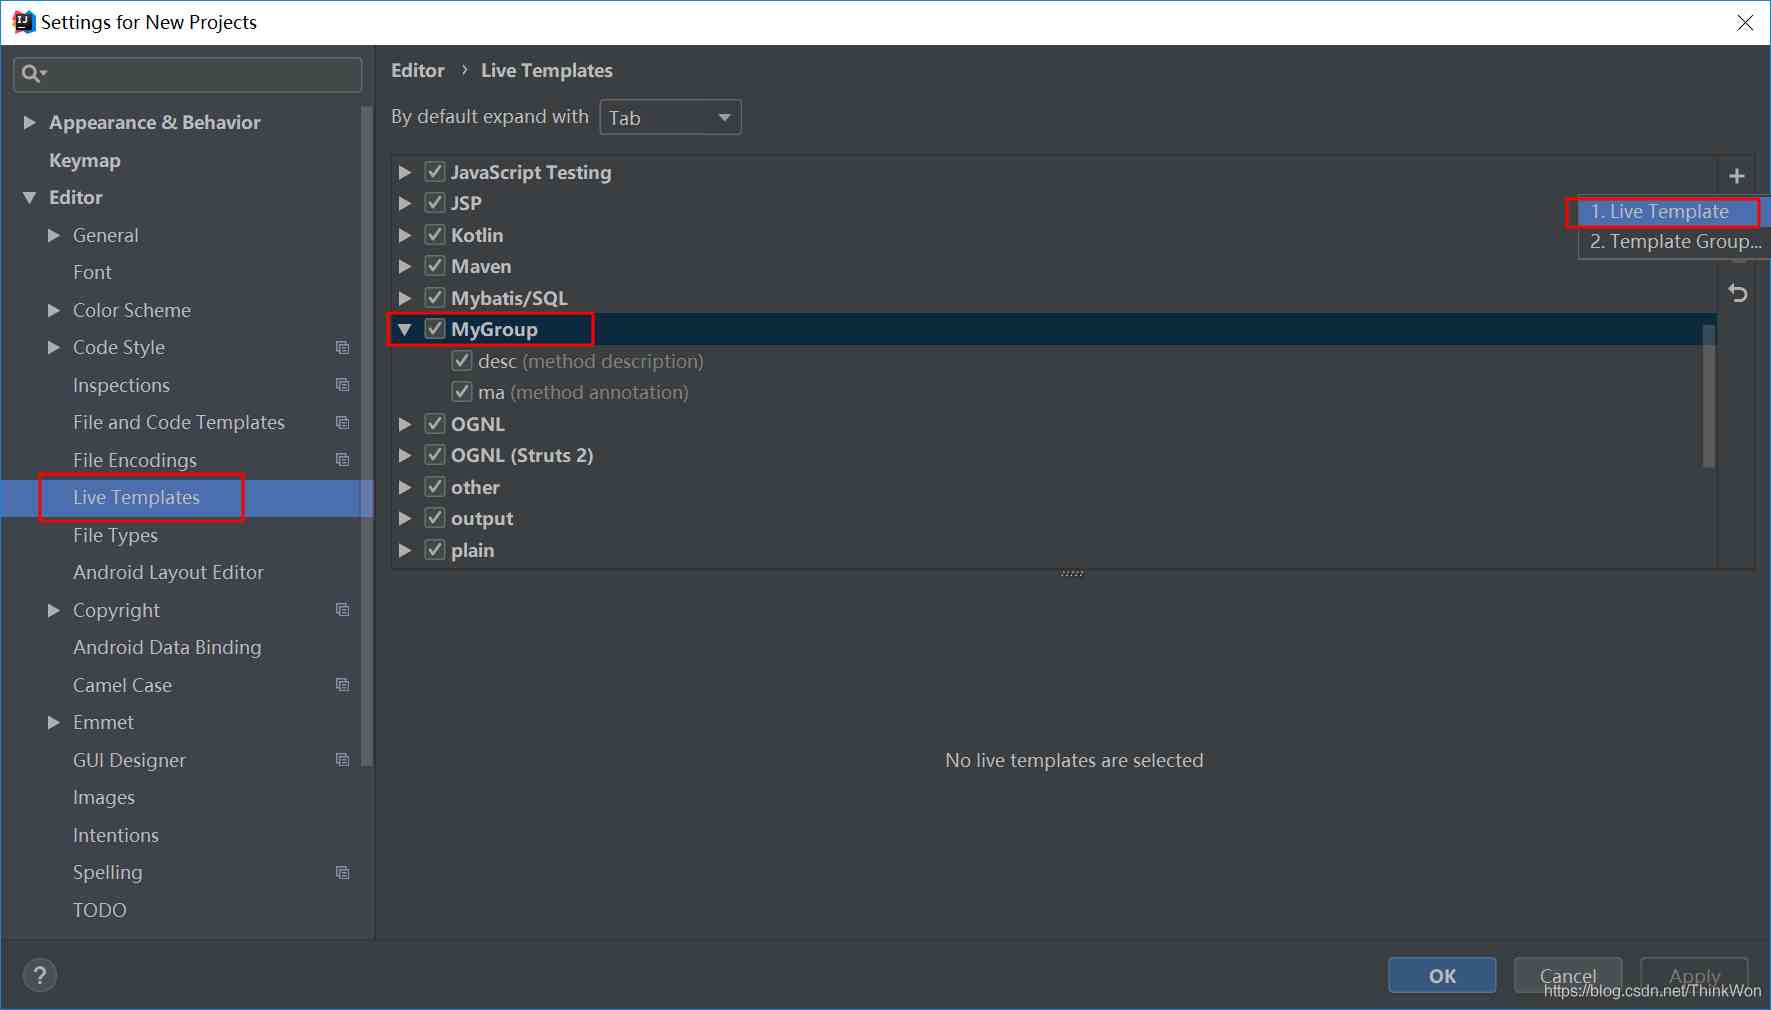 Settings for New Projects
Appearance & Behavior
Keymap
Editor
General
Font
Color Scheme
Code Style
Inspections
File and Code Templates
File Encodings
Live Templates
File Types
Android Layout Editor
Copyright
Android Data Binding
Camel Case
Emmet
GUI Designer
Images
Intentions
Spelling
TODO
Editor › Live Templates
By default expand with Tab
JavaScript Testing
JSP
Kotlin
Maven
Mybatis/SQL
MyGroup
desc (method description)
ma (method annotation)
OGNL
OGNL (Struts 2)
other
output
plain
1. Live Template
2. Template Group...
No live templates are selected
?
OK
Cancel
Apply
https://blog.csdn.net/ThinkWon